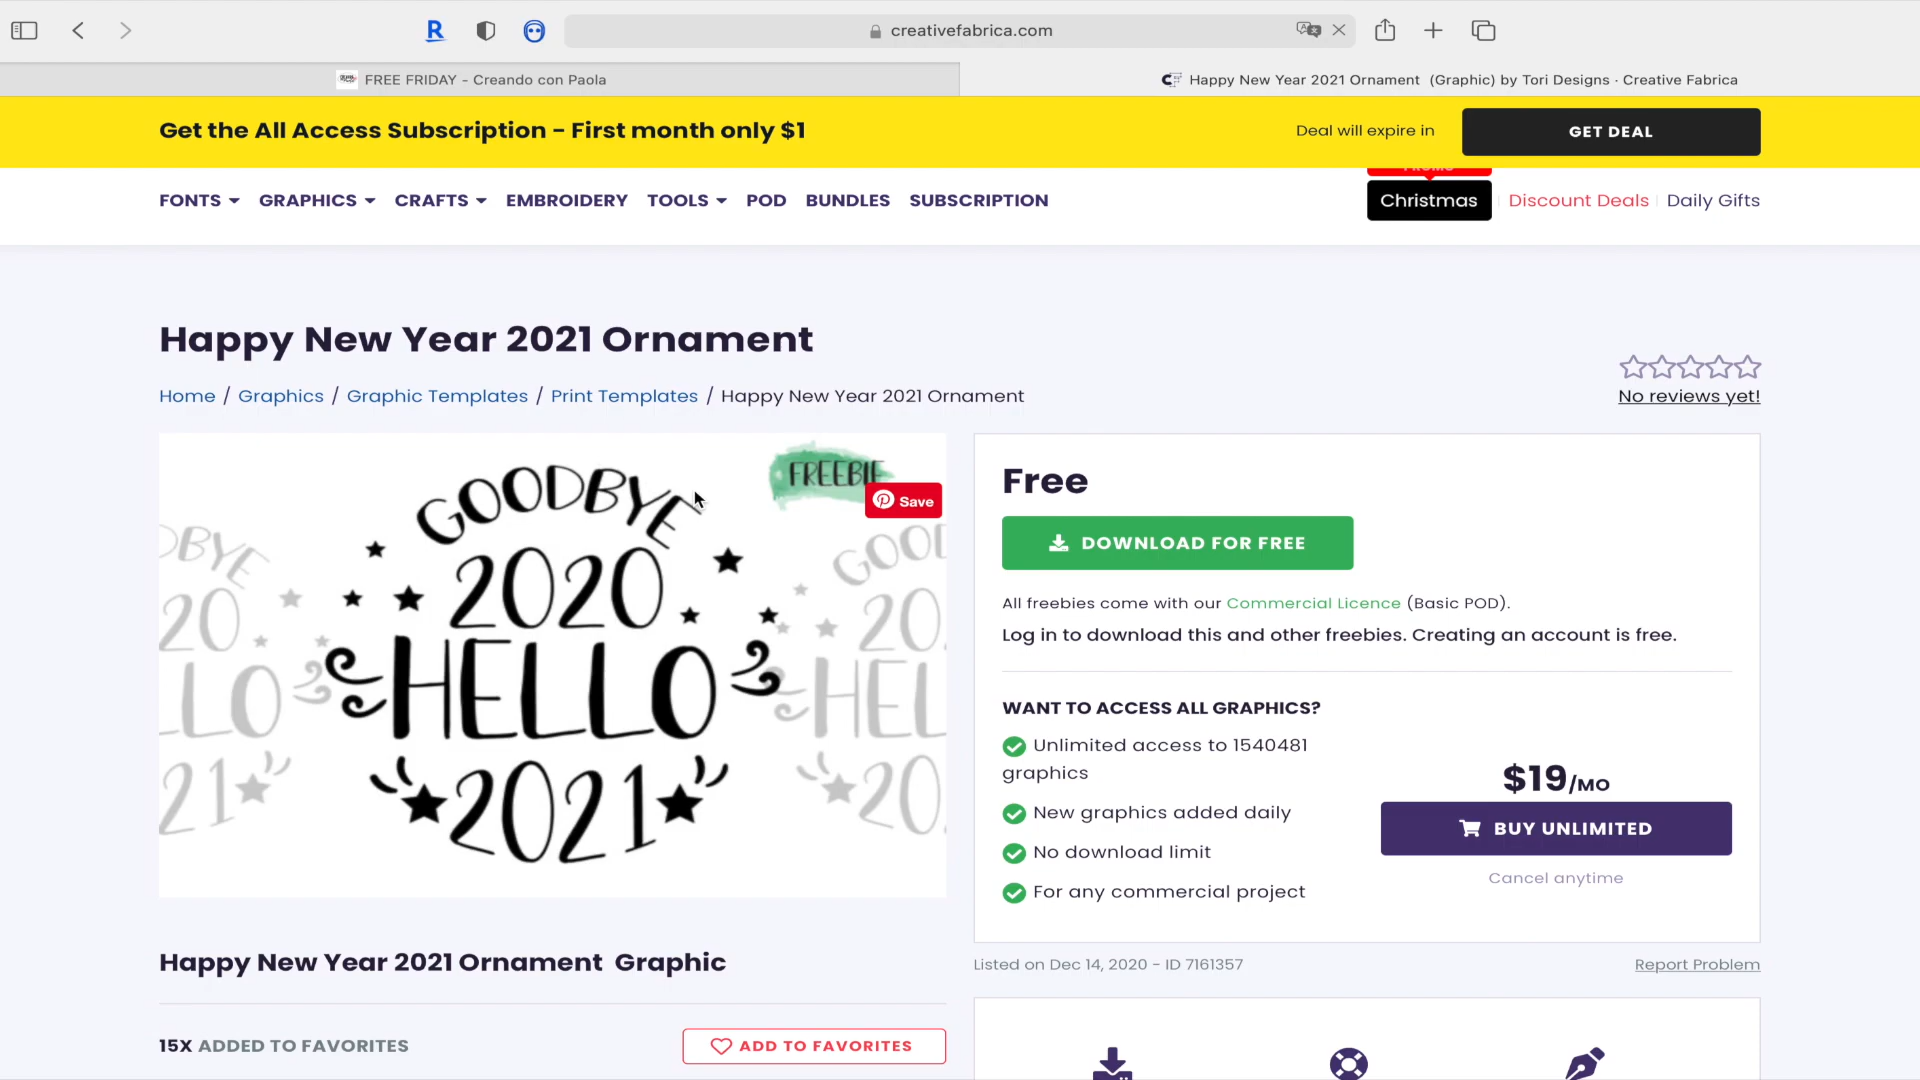 creativefabrica.com
FREE FRIDAY - Creando con Paola
Happy New Year 2021 Ornament (Graphic) by Tori Designs · Creative Fabrica
Get the All Access Subscription - First month only $1
Deal will expire in
GET DEAL
PROMO
FONTS GRAPHICS CRAFTS EMBROIDERY TOOLS POD BUNDLES SUBSCRIPTION
Christmas
Discount Deals
Daily Gifts
Happy New Year 2021 Ornament
Home / Graphics / Graphic Templates / Print Templates / Happy New Year 2021 Ornament
No reviews yet!
FREEBIE
Save
GOODBYE
2020
HELLO
2021
Free
DOWNLOAD FOR FREE
All freebies come with our Commercial Licence (Basic POD).
Log in to download this and other freebies. Creating an account is free.
WANT TO ACCESS ALL GRAPHICS?
Unlimited access to 1540481
graphics
New graphics added daily
No download limit
For any commercial project
$19/MO
BUY UNLIMITED
Cancel anytime
Happy New Year 2021 Ornament Graphic
Listed on Dec 14, 2020 - ID 7161357
Report Problem
15X ADDED TO FAVORITES
ADD TO FAVORITES